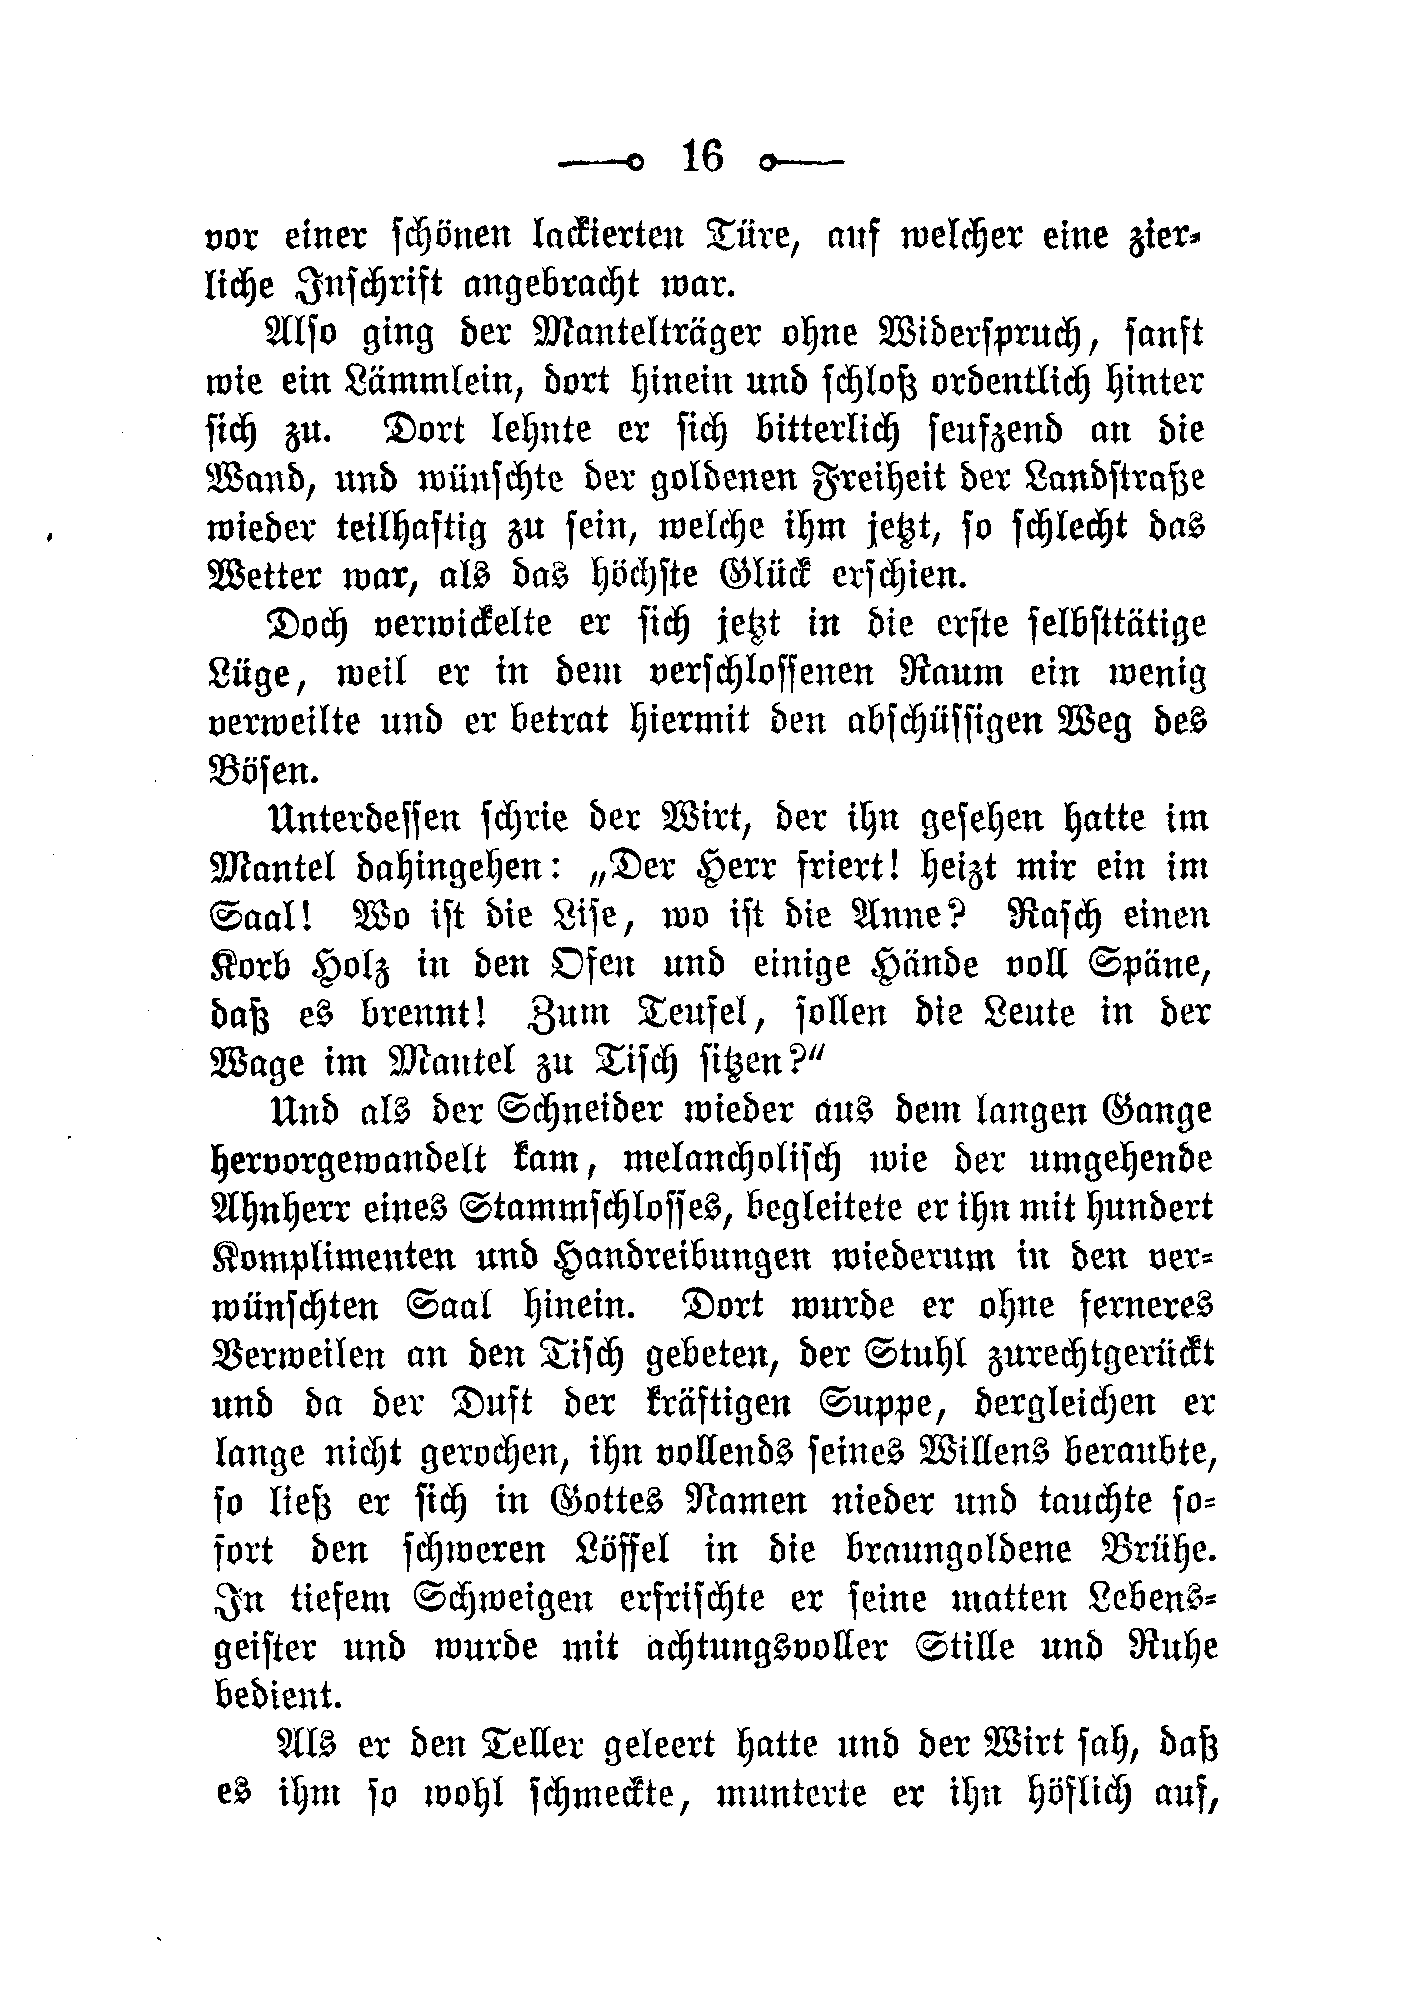 16
vor einer schönen lackierten Türe, auf welcher eine zier-
liche Inschrift angebracht war.
Also ging der Mantelträger ohne Widerspruch, sanft
wie ein Lämmlein, dort hinein und schloß ordentlich hinter
sich zu. Dort lehnte er sich bitterlich seufzend an die
Wand, und wünschte der goldenen Freiheit der Landstraße
wieder teilhaftig zu sein, welche ihm jetzt, so schlecht das
Wetter war, als das höchste Glück erschien.
Doch verwickelte er sich jetzt in die erste selbsttätige
Lüge, weil er in dem verschlossenen Raum ein wenig
verweilte und er betrat hiermit den abschüssigen Weg des
Bösen.
Unterdessen schrie der Wirt, der ihn gesehen hatte im
Mantel dahingehen: „Der Herr friert! heizt mir ein im
Saal! Wo ist die Lise, wo ist die Anne? Rasch einen
Korb Holz in den Ofen und einige Hände voll Späne,
daß es brennt! Zum Teufel, sollen die Leute in der
Wage im Mantel zu Tisch sitzen?“
Und als der Schneider wieder aus dem langen Gange
hervorgewandelt kam, melancholisch wie der umgehende
Ahnherr eines Stammschlosses, begleitete er ihn mit hundert
Komplimenten und Handreibungen wiederum in den ver-
wünschten Saal hinein. Dort wurde er ohne ferneres
Verweilen an den Tisch gebeten, der Stuhl zurechtgerückt
und da der Duft der kräftigen Suppe, dergleichen er
lange nicht gerochen, ihn vollends seines Willens beraubte,
so ließ er sich in Gottes Namen nieder und tauchte so-
fort den schweren Löffel in die braungoldene Brühe.
In tiefem Schweigen erfrischte er seine matten Lebens-
geister und wurde mit achtungsvoller Stille und Ruhe
bedient.
Als er den Teller geleert hatte und der Wirt sah, daß
es ihm so wohl schmeckte, munterte er ihn höflich auf,